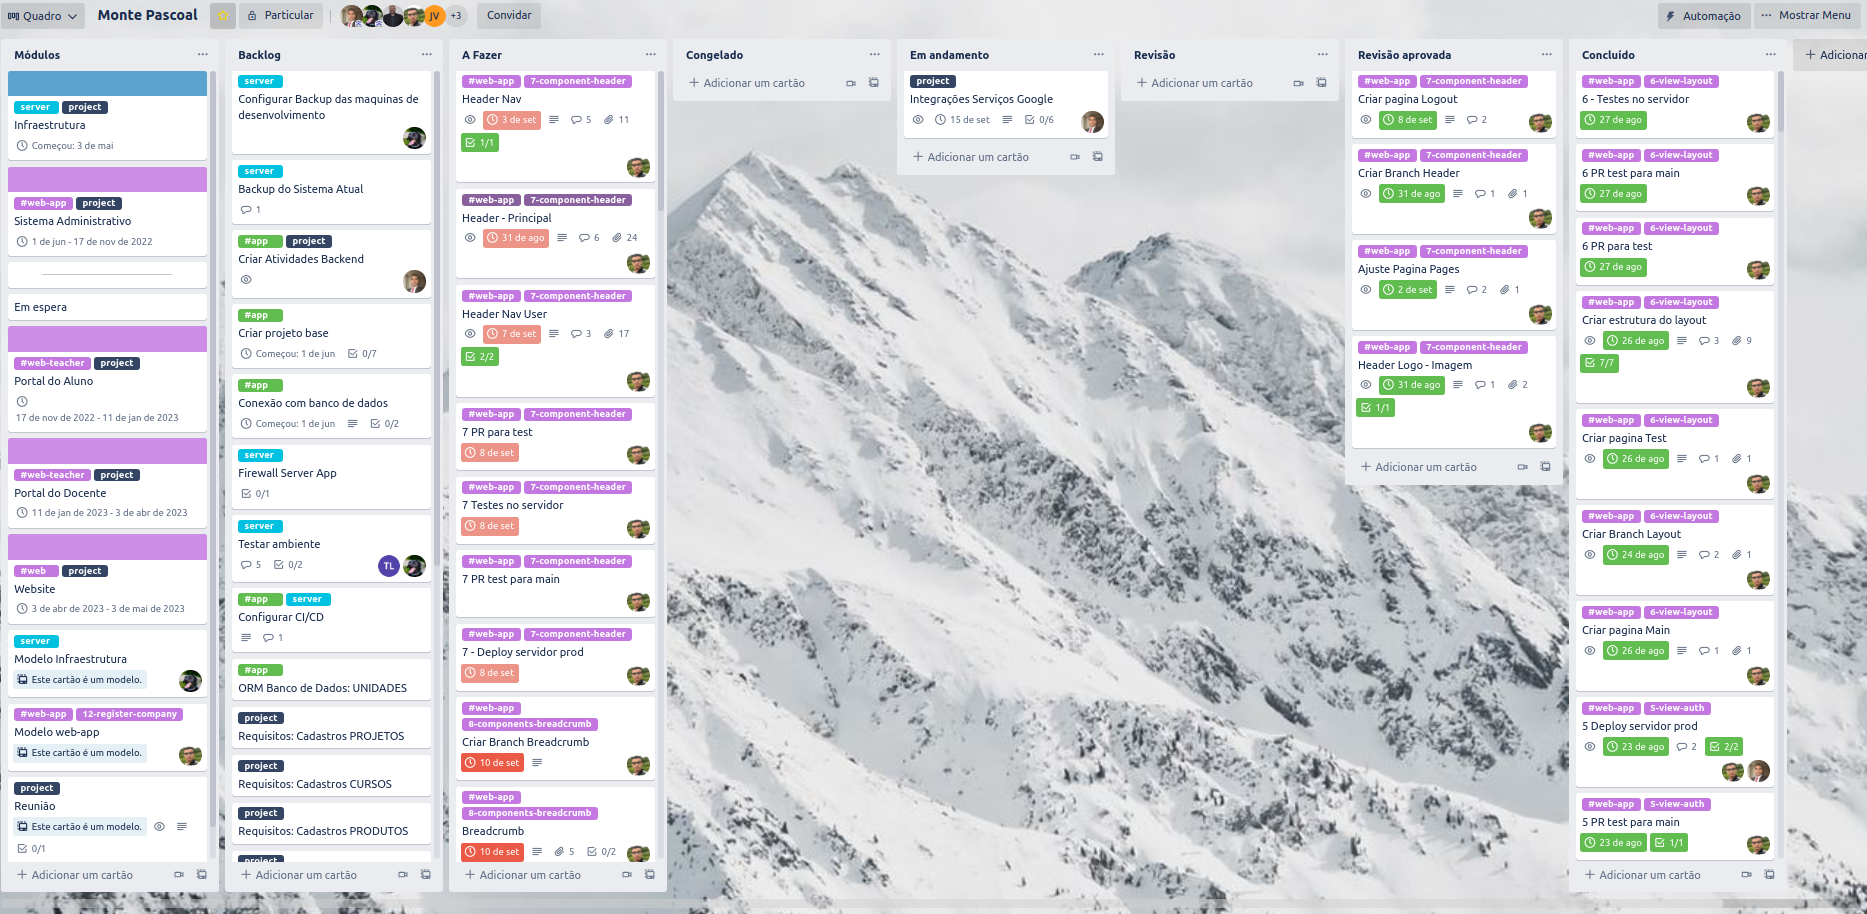 Quadro
Monte Pascoal
Particular
JV
+3
Convidar
Automação
Mostrar Menu
Módulos
server project
Infraestrutura
Começou: 3 de mai
#web-app project
Sistema Administrativo
1 de jun - 17 de nov de 2022
Em espera
#web-teacher project
Portal do Aluno
17 de nov de 2022 - 11 de jan de 2023
#web-teacher project
Portal do Docente
11 de jan de 2023 - 3 de abr de 2023
#web project
Website
3 de abr de 2023 - 3 de mai de 2023
server
Modelo Infraestrutura
Este cartão é um modelo.
#web-app 12-register-company
Modelo web-app
Este cartão é um modelo.
project
Reunião
Este cartão é um modelo.
0/1
Adicionar um cartão
Backlog
server
Configurar Backup das maquinas de
desenvolvimento
server
Backup do Sistema Atual
1
#app project
Criar Atividades Backend
#app
Criar projeto base
Começou: 1 de jun 0/7
#app
Conexão com banco de dados
Começou: 1 de jun 0/2
server
Firewall Server App
0/1
server
Testar ambiente
5 0/2 TL
#app server
Configurar CI/CD
1
#app
ORM Banco de Dados: UNIDADES
project
Requisitos: Cadastros PROJETOS
project
Requisitos: Cadastros CURSOS
project
Requisitos: Cadastros PRODUTOS
project
Adicionar um cartão
A Fazer
#web-app 7-component-header
Header Nav
3 de set 5 11
1/1
#web-app 7-component-header
Header - Principal
31 de ago 6 24
#web-app 7-component-header
Header Nav User
7 de set 3 17
2/2
#web-app 7-component-header
7 PR para test
8 de set
#web-app 7-component-header
7 Testes no servidor
8 de set
#web-app 7-component-header
7 PR test para main
#web-app 7-component-header
7 - Deploy servidor prod
8 de set
#web-app
8-components-breadcrumb
Criar Branch Breadcrumb
10 de set
#web-app
8-components-breadcrumb
Breadcrumb
10 de set 5 0/2
Adicionar um cartão
Congelado
Adicionar um cartão
Em andamento
project
Integrações Serviços Google
15 de set 0/6
Adicionar um cartão
Revisão
Adicionar um cartão
Revisão aprovada
#web-app 7-component-header
Criar pagina Logout
8 de set 2
#web-app 7-component-header
Criar Branch Header
31 de ago 1 1
#web-app 7-component-header
Ajuste Pagina Pages
2 de set 2 1
#web-app 7-component-header
Header Logo - Imagem
31 de ago 1 2
1/1
Adicionar um cartão
Concluído
#web-app 6-view-layout
6 - Testes no servidor
27 de ago
#web-app 6-view-layout
6 PR test para main
27 de ago
#web-app 6-view-layout
6 PR para test
27 de ago
#web-app 6-view-layout
Criar estrutura do layout
26 de ago 3 9
7/7
#web-app 6-view-layout
Criar pagina Test
26 de ago 1 1
#web-app 6-view-layout
Criar Branch Layout
24 de ago 2 1
#web-app 6-view-layout
Criar pagina Main
26 de ago 1 1
#web-app 5-view-auth
5 Deploy servidor prod
23 de ago 2 2/2
#web-app 5-view-auth
5 PR test para main
23 de ago 1/1
Adicionar um cartão
Adicionar